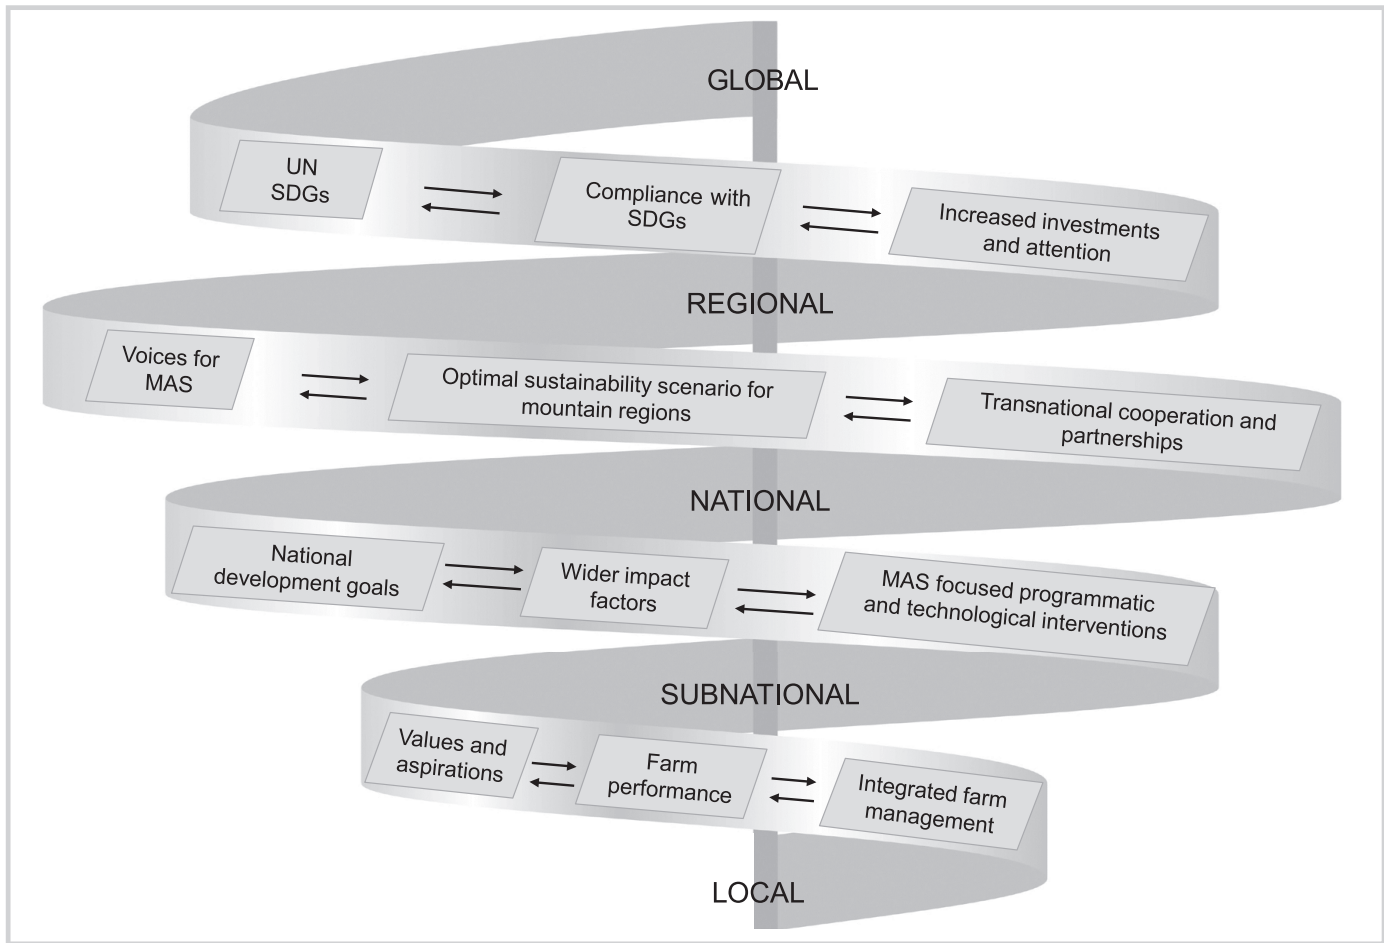 GLOBAL
UN
SDGs
Compliance with
SDGs
Increased investments
and attention
REGIONAL
Voices for
MAS
Optimal sustainability scenario for
mountain regions
Transnational cooperation and
partnerships
NATIONAL
National
development goals
Wider impact
factors
MAS focused programmatic
and technological interventions
SUBNATIONAL
Values and
aspirations
Farm
performance
Integrated farm
management
LOCAL